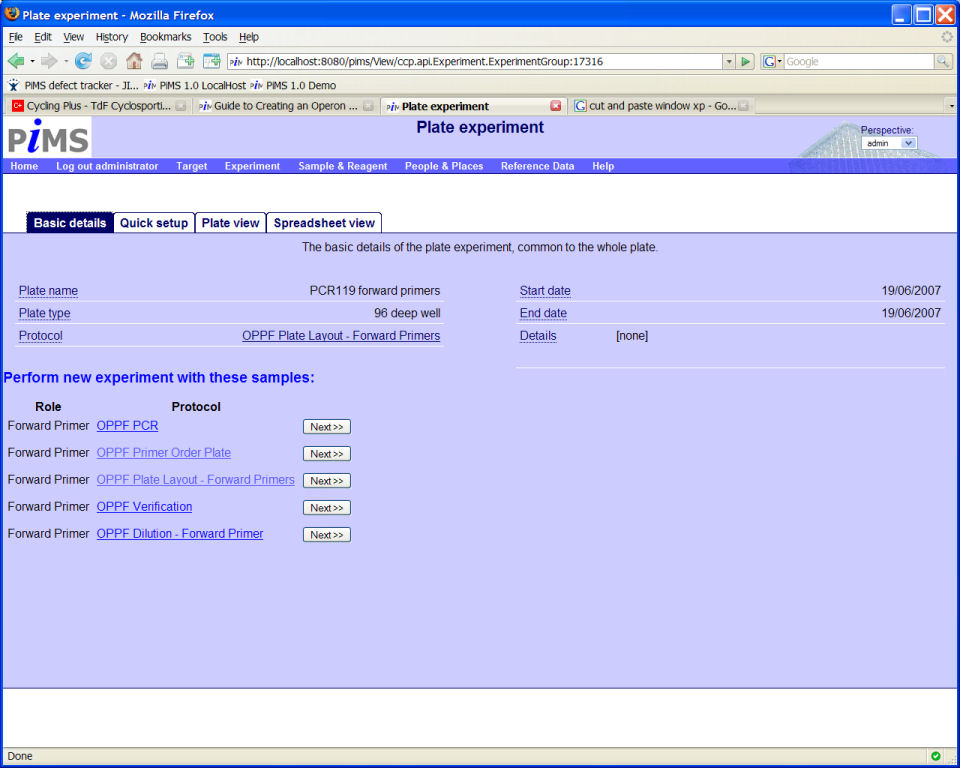 Plate experiment - Mozilla Firefox
File Edit View History Bookmarks Tools Help
PiMS http://localhost:8080/pims/View/ccp.api.Experiment.ExperimentGroup:17316 G Google
PiMS defect tracker - JI... PiMS PiMS 1.0 LocalHost PiMS PiMS 1.0 Demo
Cycling Plus - TdF Cyclosporti... PiMS Guide to Creating an Operon ... PiMS Plate experiment G cut and paste window xp - Go...
PiMS Plate experiment Perspective:
admin
Home Log out administrator Target Experiment Sample & Reagent People & Places Reference Data Help
Basic details Quick setup Plate view Spreadsheet view
The basic details of the plate experiment, common to the whole plate.
Plate name PCR119 forward primers Start date 19/06/2007
Plate type 96 deep well End date 19/06/2007
Protocol OPPF Plate Layout - Forward Primers Details [none]
Perform new experiment with these samples:
Role Protocol
Forward Primer OPPF PCR Next>>
Forward Primer OPPF Primer Order Plate Next>>
Forward Primer OPPF Plate Layout - Forward Primers Next>>
Forward Primer OPPF Verification Next>>
Forward Primer OPPF Dilution - Forward Primer Next>>
Done